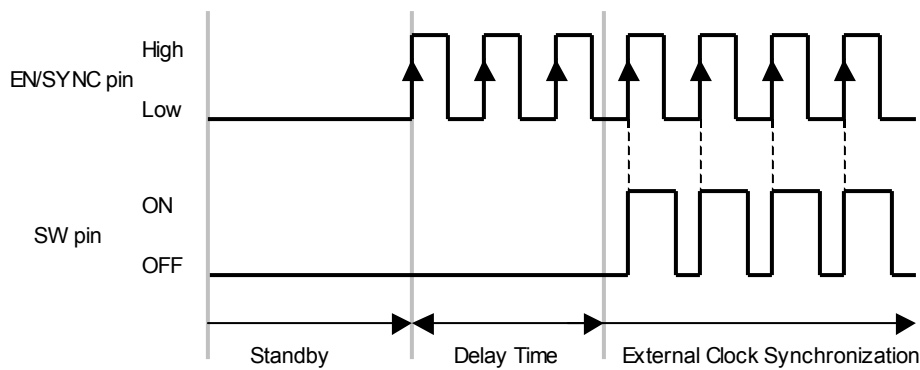 High
EN/SYNC pin
Low
ON
SW pin
OFF
Standby
Delay Time
External Clock Synchronization